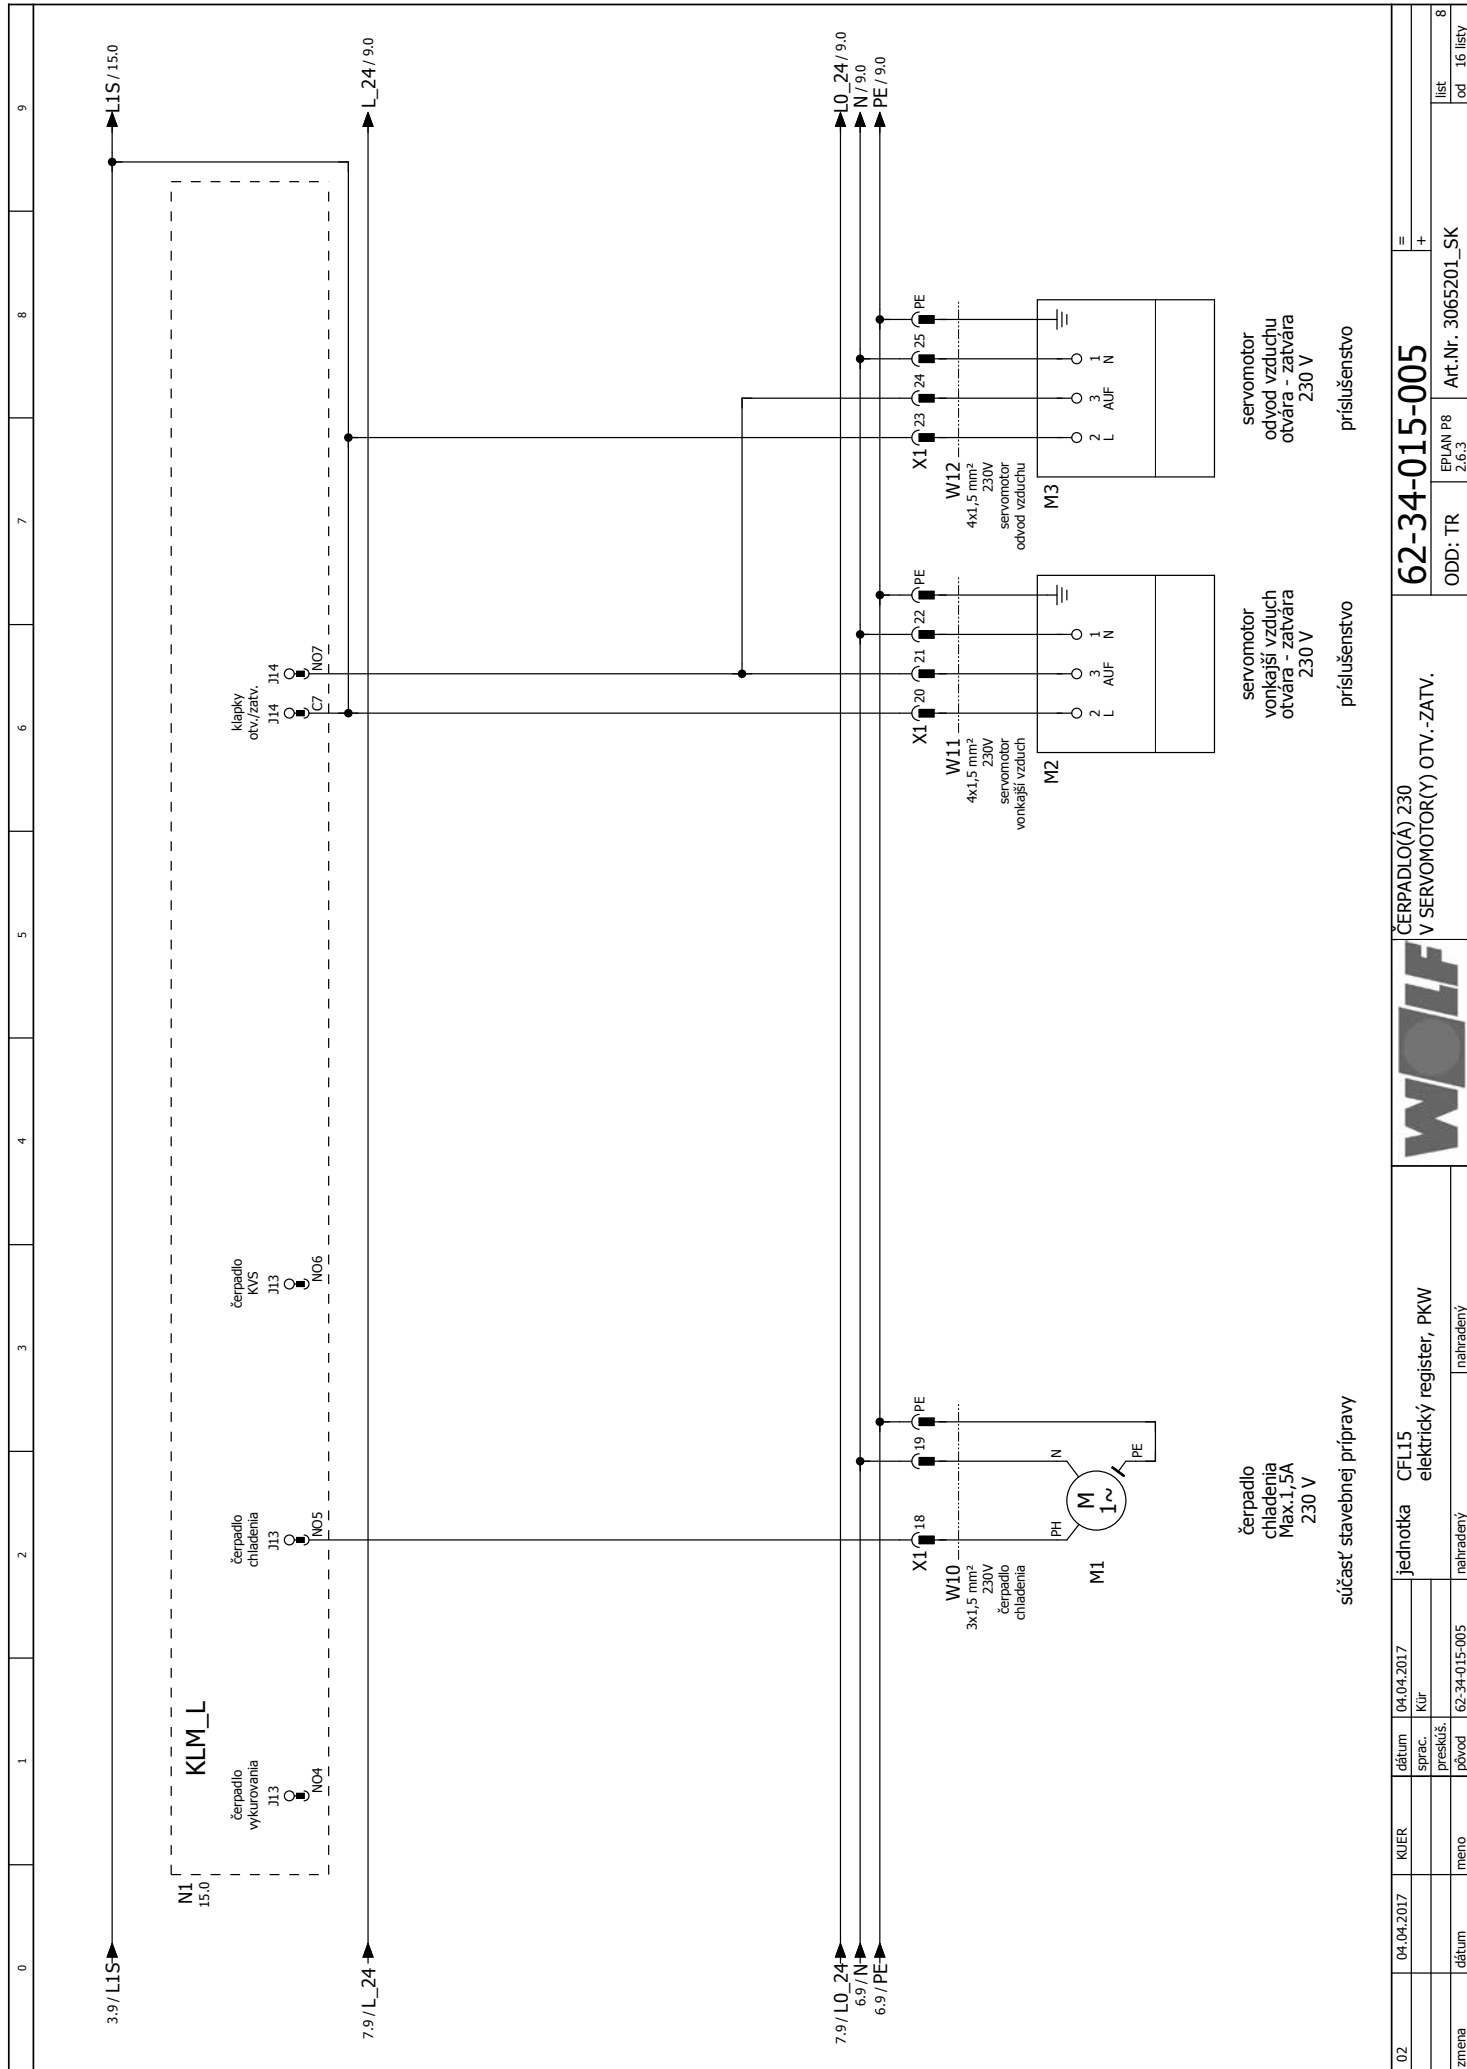 0 1 2 3 4 5 6 7 8 9
3.9 / L1S
L1S / 15.0
N1
15.0
KLM_L
čerpadlo
vykurovania
J13
NO4
čerpadlo
chladenia
J13
NO5
čerpadlo
KVS
J13
NO6
klapky
otv./zatv.
J14
C7
J14
NO7
7.9 / L_24
L_24 / 9.0
7.9 / L0_24
L0_24 / 9.0
6.9 / N
N / 9.0
6.9 / PE
PE / 9.0
X1 18 19 PE
W10
3x1,5 mm²
230V
čerpadlo
chladenia
PH N
M
1~
PE
M1
čerpadlo
chladenia
Max.1,5A
230 V
súčasť stavebnej prípravy
X1 20 21 22 PE
W11
4x1,5 mm²
230V
servomotor
vonkajší vzduch
2 3 1
L AUF N
M2
servomotor
vonkajší vzduch
otvára - zatvára
230 V
príslušenstvo
X1 23 24 25 PE
W12
4x1,5 mm²
230V
servomotor
odvod vzduchu
2 3 1
L AUF N
M3
servomotor
odvod vzduchu
otvára - zatvára
230 V
príslušenstvo
02 04.04.2017 KUER
zmena dátum meno
dátum 04.04.2017
sprac. Kür
preskúš.
pôvod 62-34-015-005
jednotka CFL15
elektrický register, PKW
nahradený nahradený
WOLF
ČERPADLO(Á) 230
V SERVOMOTOR(Y) OTV.-ZATV.
62-34-015-005
=
+
ODD: TR
EPLAN P8
2.6.3
Art.Nr. 3065201_SK
list 8
od 16 listy